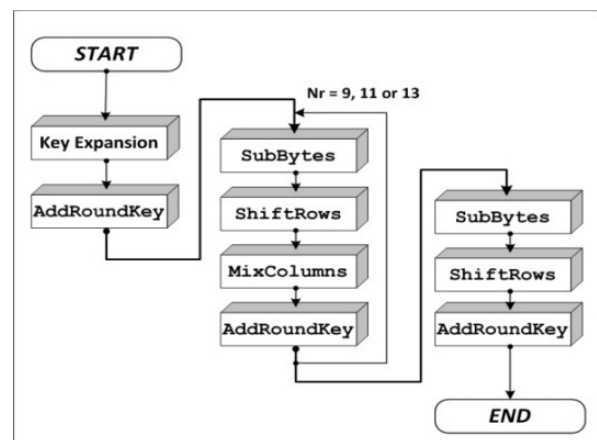 START
Key Expansion
AddRoundKey
Nr = 9, 11 or 13
SubBytes
ShiftRows
MixColumns
AddRoundKey
SubBytes
ShiftRows
AddRoundKey
END